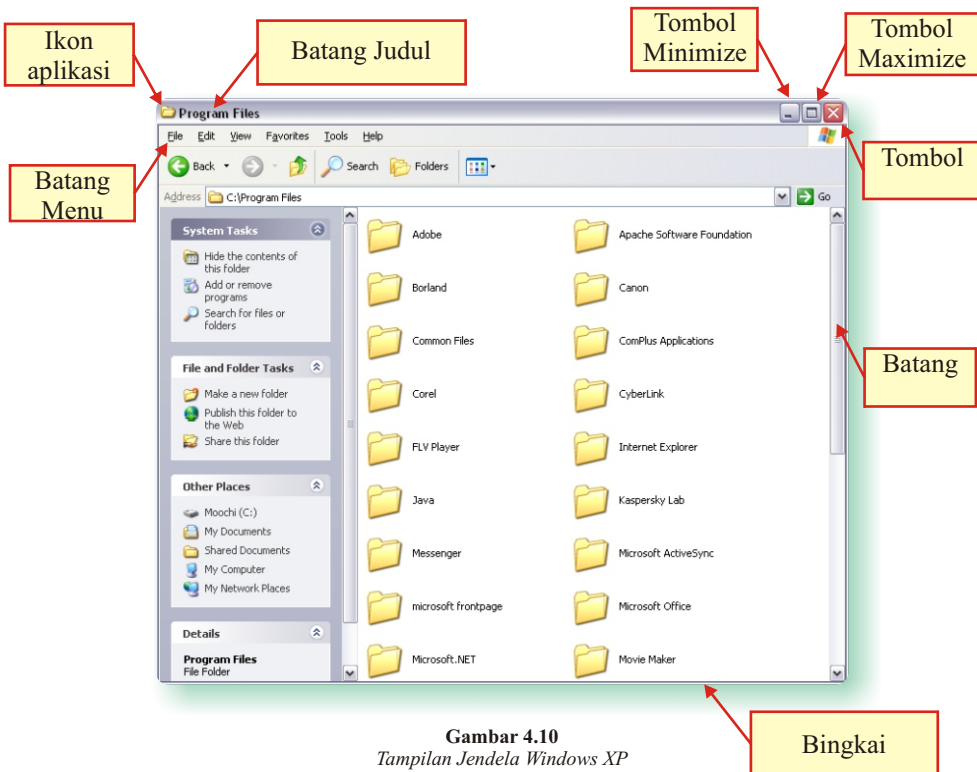 Ikon
aplikasi
Batang Judul
Tombol
Minimize
Tombol
Maximize
Program Files
File Edit View Favorites Tools Help
Back Search Folders
Tombol
Batang
Menu
Address C:\Program Files Go
System Tasks
Hide the contents of
this folder
Add or remove
programs
Search for files or
folders
File and Folder Tasks
Make a new folder
Publish this folder to
the Web
Share this folder
Other Places
Moochi (C:)
My Documents
Shared Documents
My Computer
My Network Places
Details
Program Files
File Folder
Adobe Apache Software Foundation
Borland Canon
Common Files ComPlus Applications
Corel CyberLink
FLV Player Internet Explorer
Java Kaspersky Lab
Messenger Microsoft ActiveSync
microsoft frontpage Microsoft Office
Microsoft.NET Movie Maker
Batang
Bingkai
Gambar 4.10
Tampilan Jendela Windows XP